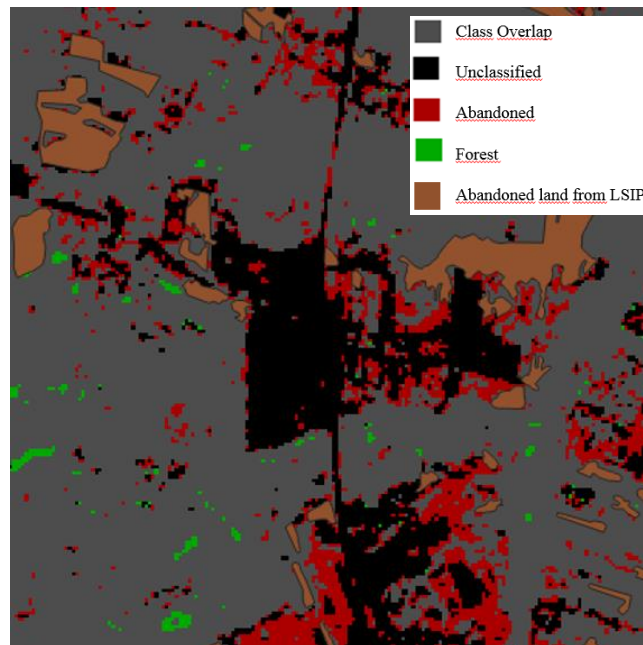 Class Overlap
Unclassified
Abandoned
Forest
Abandoned land from LSIP